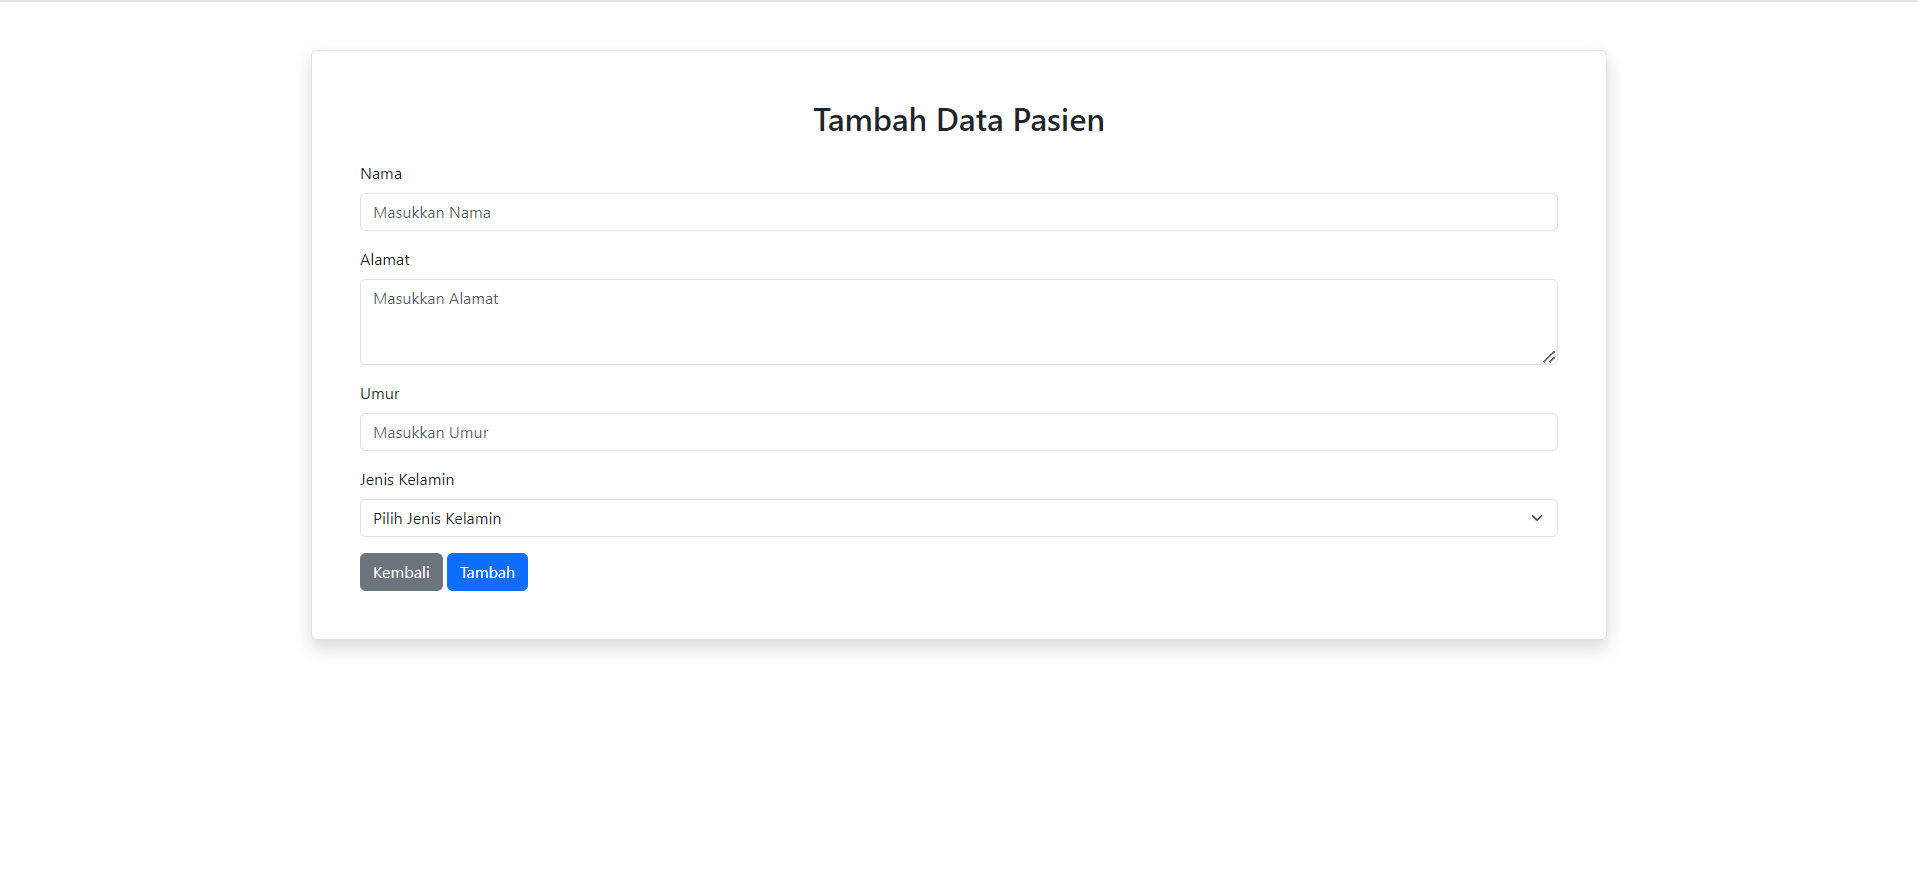 Tambah Data Pasien
Nama
Masukkan Nama
Alamat
Masukkan Alamat
Umur
Masukkan Umur
Jenis Kelamin
Pilih Jenis Kelamin
Kembali Tambah